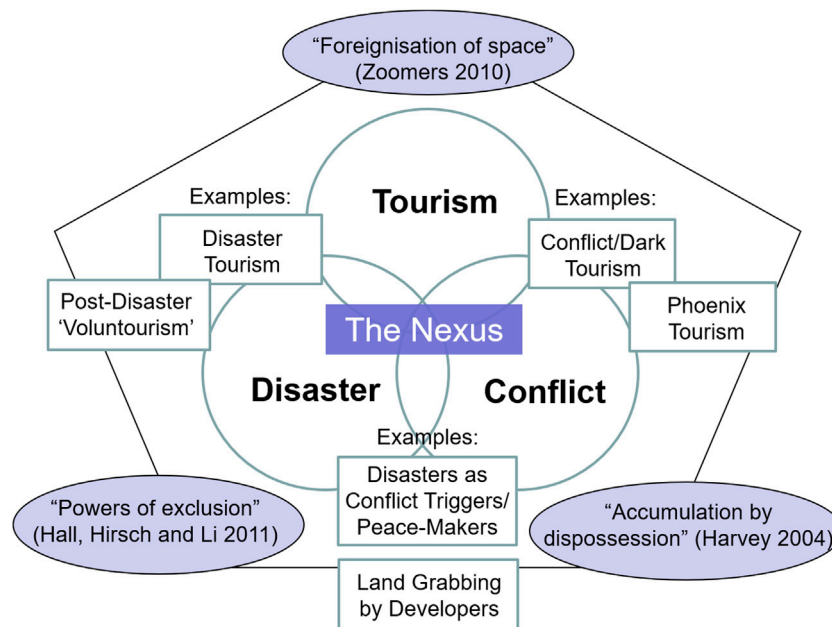 “Foreignisation of space”
(Zoomers 2010)
Examples:
Tourism
Examples:
Disaster
Tourism
Conflict/Dark
Tourism
Post-Disaster
‘Voluntourism’
Phoenix
Tourism
The Nexus
Disaster
Conflict
Examples:
Disasters as
Conflict Triggers/
Peace-Makers
“Powers of exclusion”
(Hall, Hirsch and Li 2011)
“Accumulation by
dispossession” (Harvey 2004)
Land Grabbing
by Developers